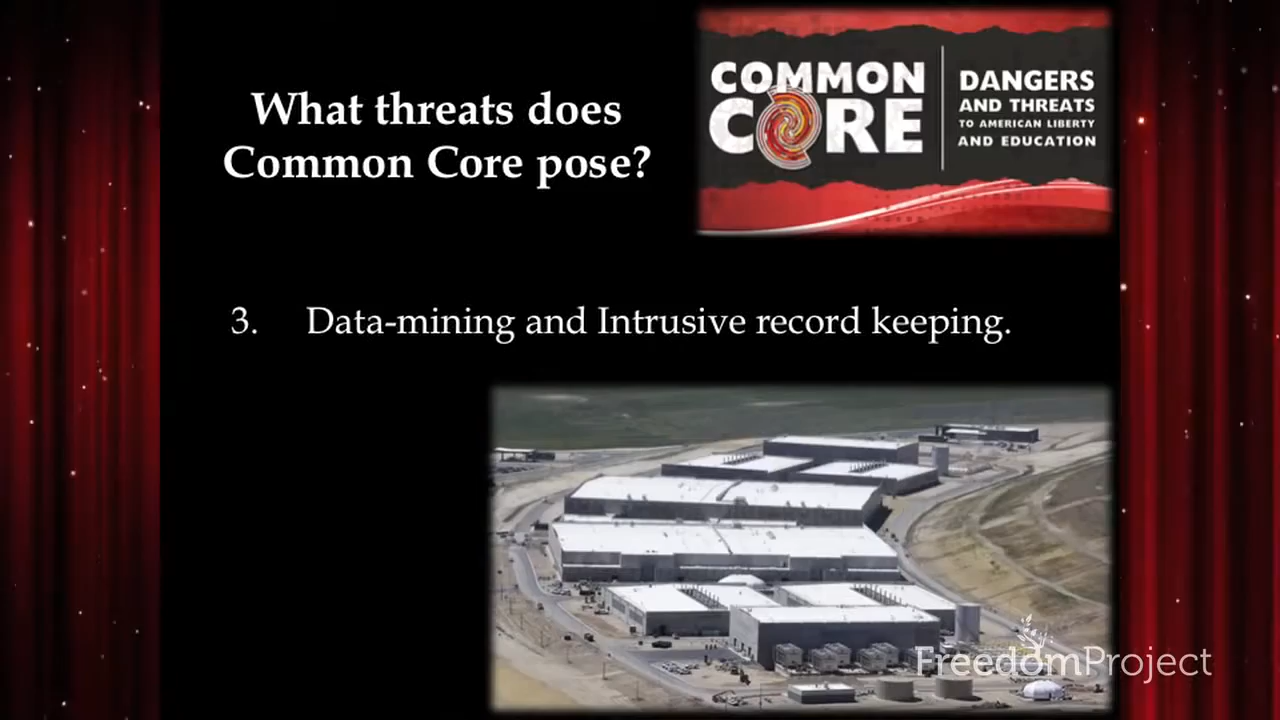 What threats does
Common Core pose?
COMMON
CORE
DANGERS
AND THREATS
TO AMERICAN LIBERTY
AND EDUCATION
3. Data-mining and Intrusive record keeping.
FreedomProject